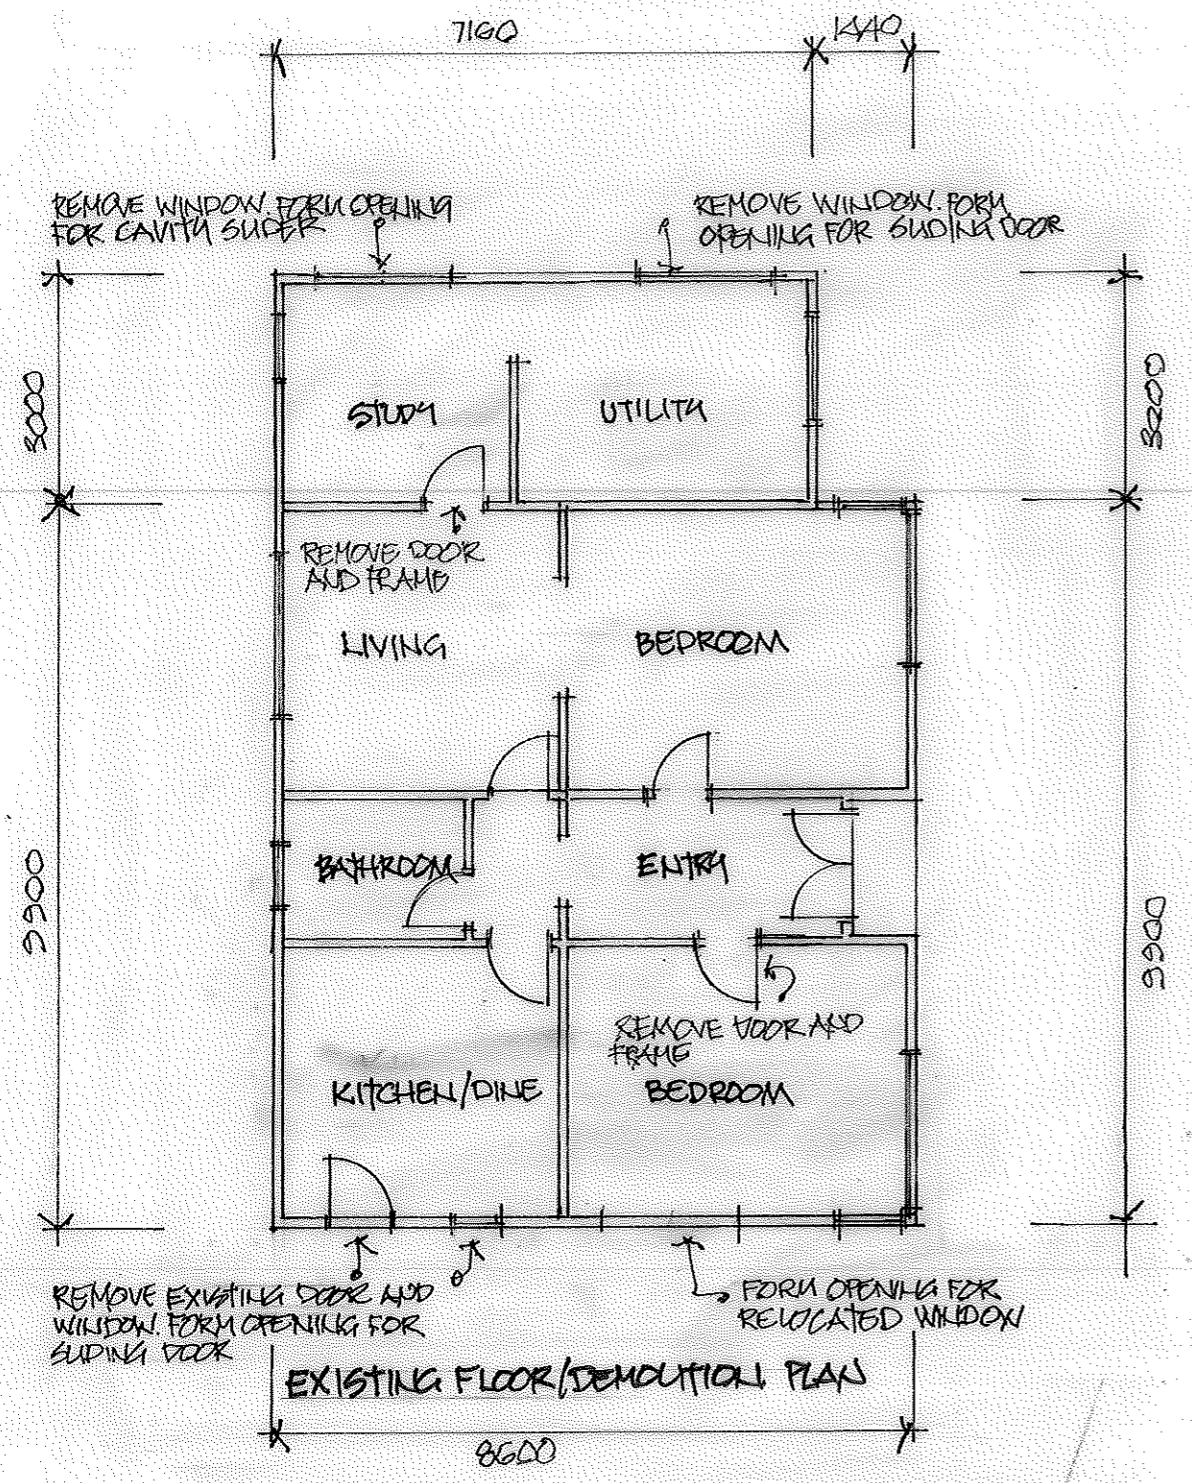 7160
1440
REMOVE WINDOW. FORM OPENING
FOR CAVITY SLIDER
REMOVE WINDOW. FORM
OPENING FOR SLIDING DOOR
3000
3200
STUDY
UTILITY
REMOVE DOOR
AND FRAME
LIVING
BEDROOM
BATHROOM
ENTRY
9900
9900
REMOVE DOOR AND
FRAME
KITCHEN/DINE
BEDROOM
REMOVE EXISTING DOOR AND
WINDOW. FORM OPENING FOR
SLIDING DOOR
FORM OPENING FOR
RELOCATED WINDOW
EXISTING FLOOR/DEMOLITION PLAN
8600